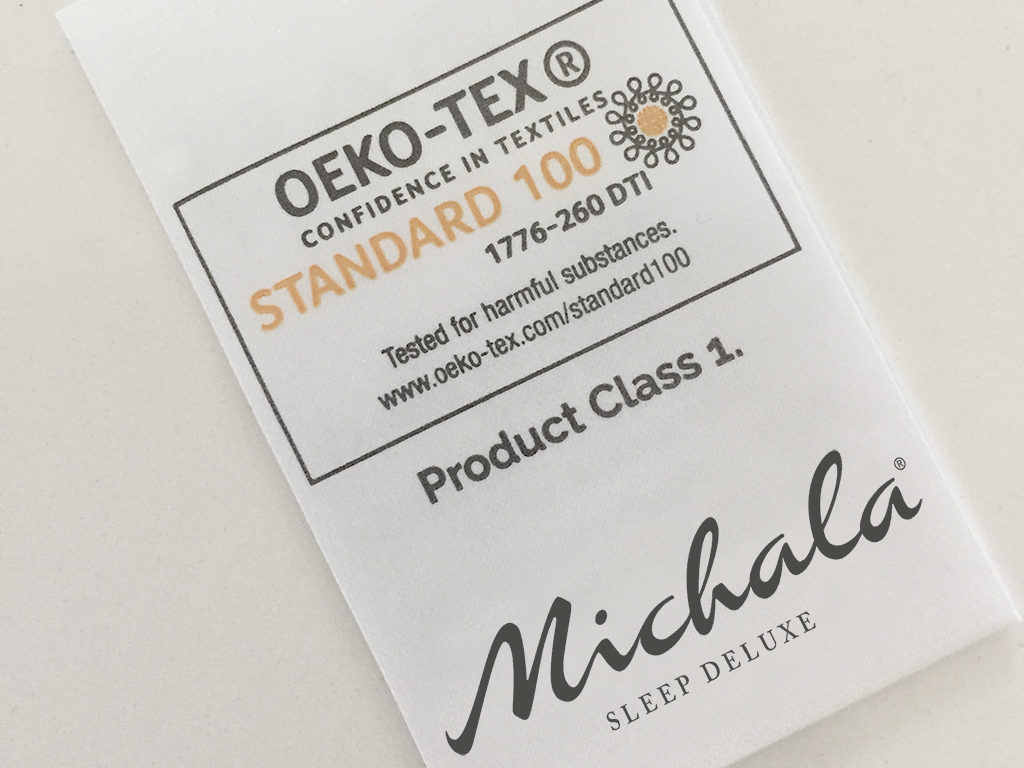 OEKO-TEX®
CONFIDENCE IN TEXTILES
STANDARD 100
1776-260 DTI
Tested for harmful substances.
www.oeko-tex.com/standard100
Product Class 1.
Michala®
SLEEP DELUXE